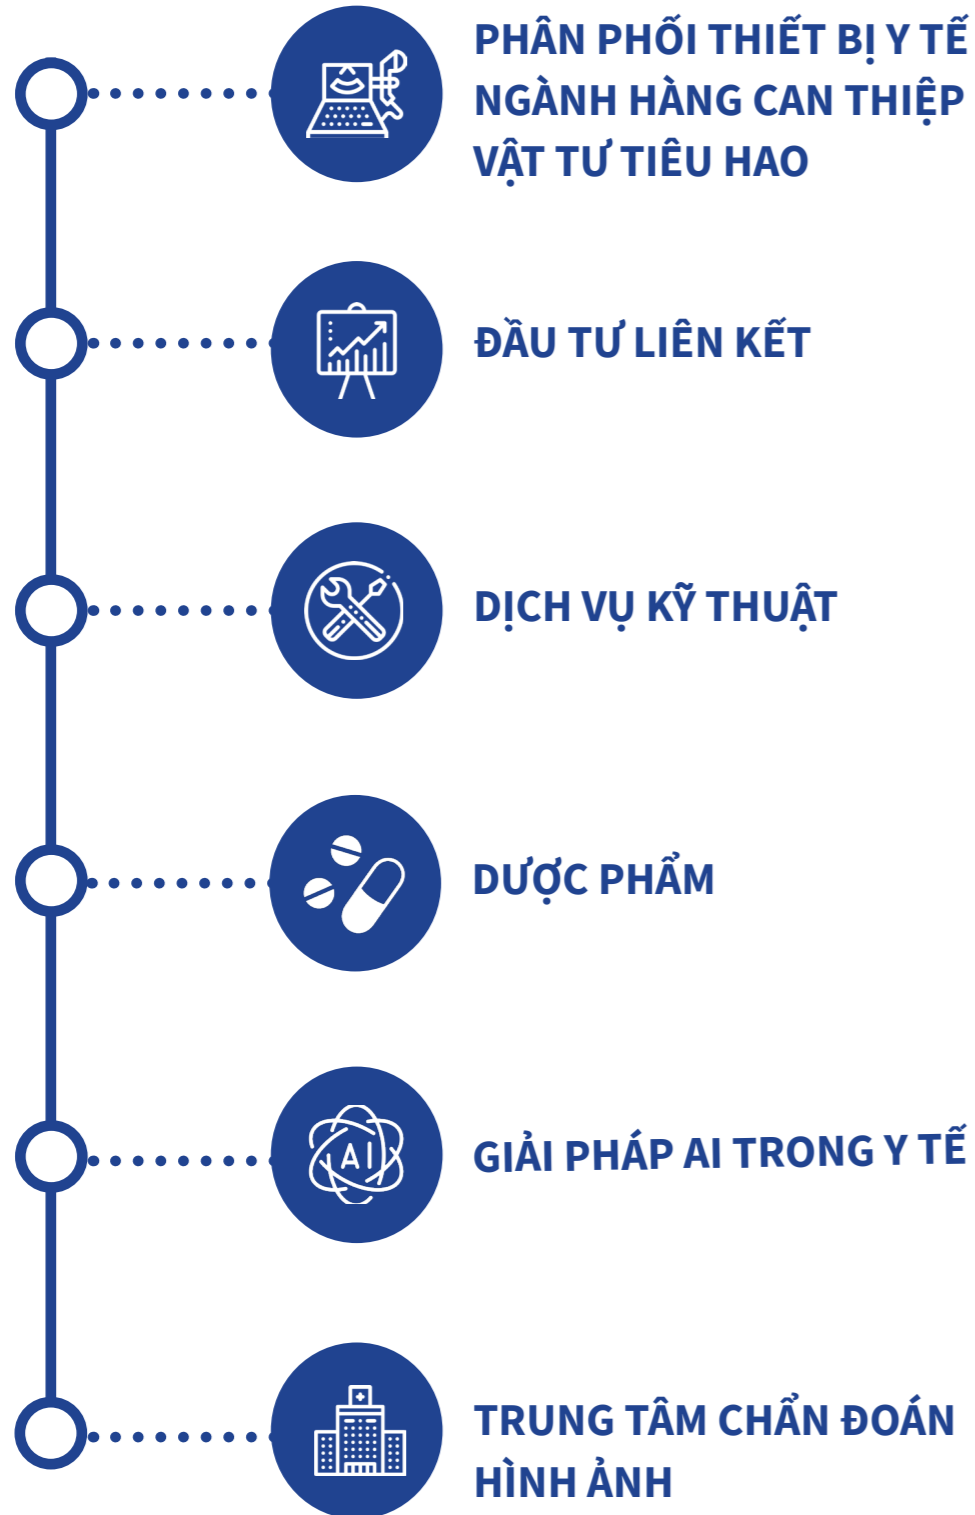 PHÂN PHỐI THIẾT BỊ Y TẾ
NGÀNH HÀNG CAN THIỆP
VẬT TƯ TIÊU HAO
ĐẦU TƯ LIÊN KẾT
DỊCH VỤ KỸ THUẬT
DƯỢC PHẨM
AI
GIẢI PHÁP AI TRONG Y TẾ
TRUNG TÂM CHẨN ĐOÁN
HÌNH ẢNH